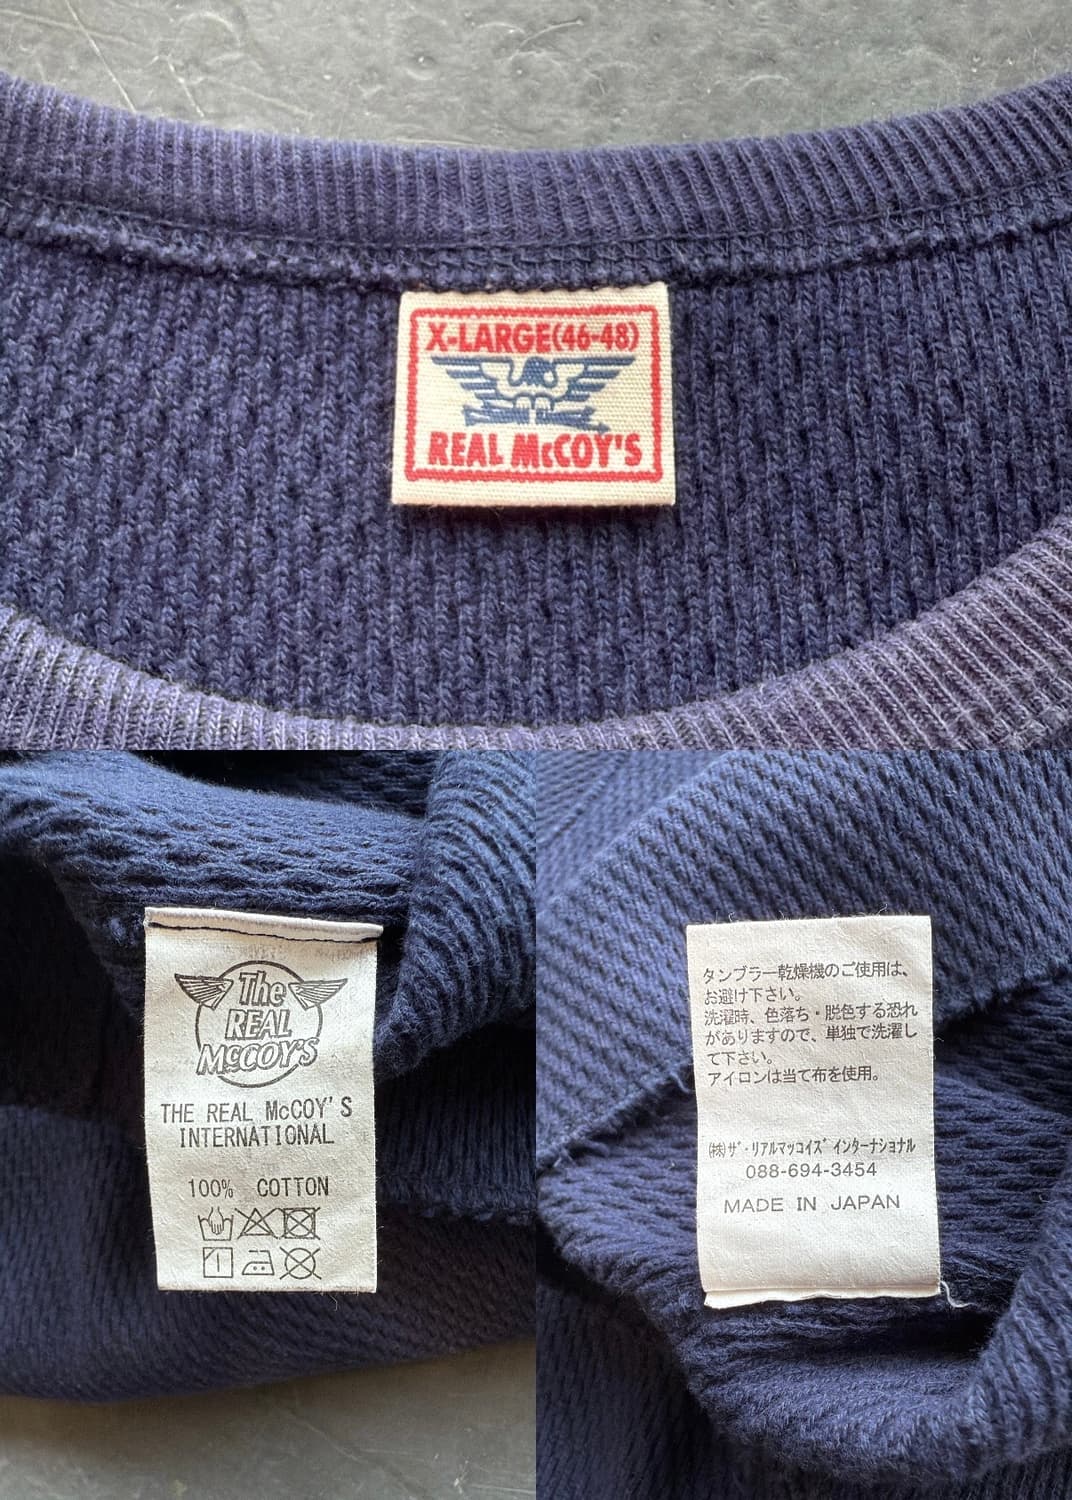 X-LARGE(46-48)
REAL McCOY'S
The
REAL
McCOY'S
THE REAL McCOY'S
INTERNATIONAL
100% COTTON
タンブラー乾燥機のご使用は、
お避け下さい。
洗濯時、色落ち・脱色する恐れ
がありますので、単独で洗濯し
て下さい。
アイロンは当て布を使用。
㈱ザ・リアルマッコイズ インターナショナル
088-694-3454
MADE IN JAPAN